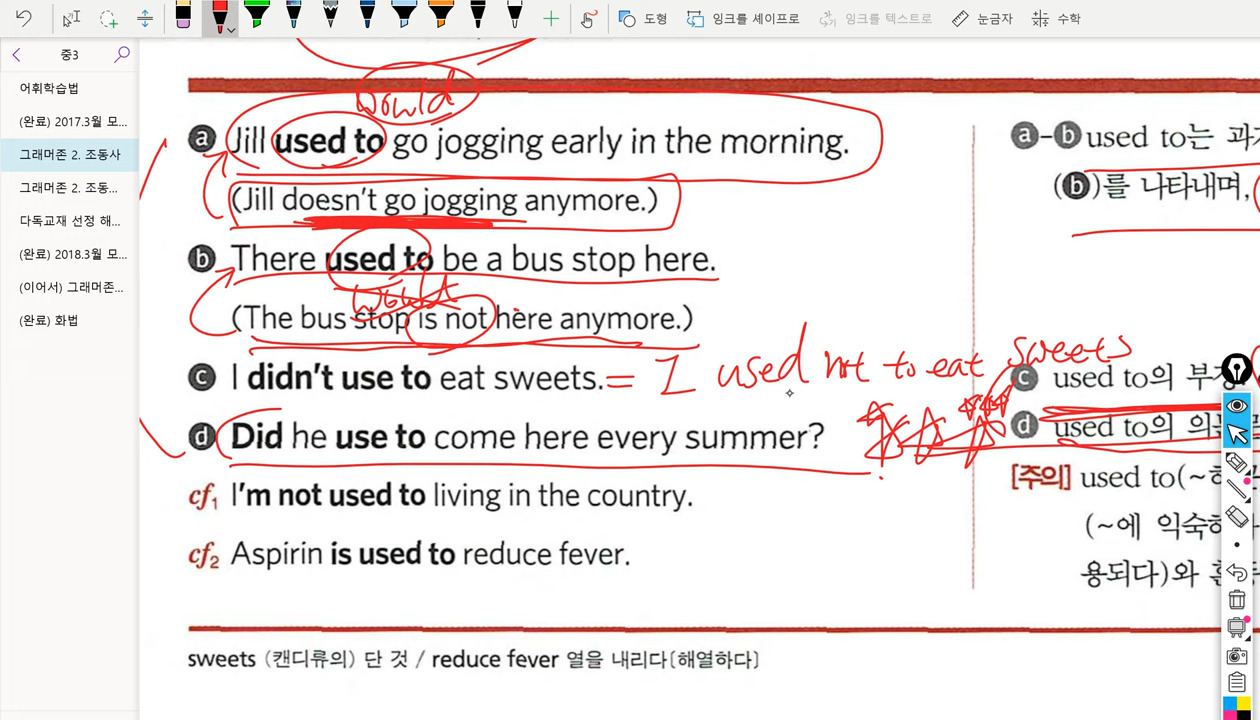 도형 잉크를 셰이프로 잉크를 텍스트로 눈금자 수학
중3
어휘학습법
(완료) 2017.3월 모...
그래머존 2. 조동사
그래머존 2. 조동...
다독교재 선정 해...
(완료) 2018.3월 모...
(이어서) 그래머존...
(완료) 화법
would
a Jill used to go jogging early in the morning.
(Jill doesn't go jogging anymore.)
b There used to be a bus stop here.
would
(The bus stop is not here anymore.)
c I didn't use to eat sweets. = I used not to eat sweets
d Did he use to come here every summer?
cf1 I'm not used to living in the country.
cf2 Aspirin is used to reduce fever.
a-b used to는
(b)를 나타내며,
c used to의
d used to의
[주의] used to(~
(~에
용되다)와
sweets (캔디류의) 단 것 / reduce fever 열을 내리다[해열하다]